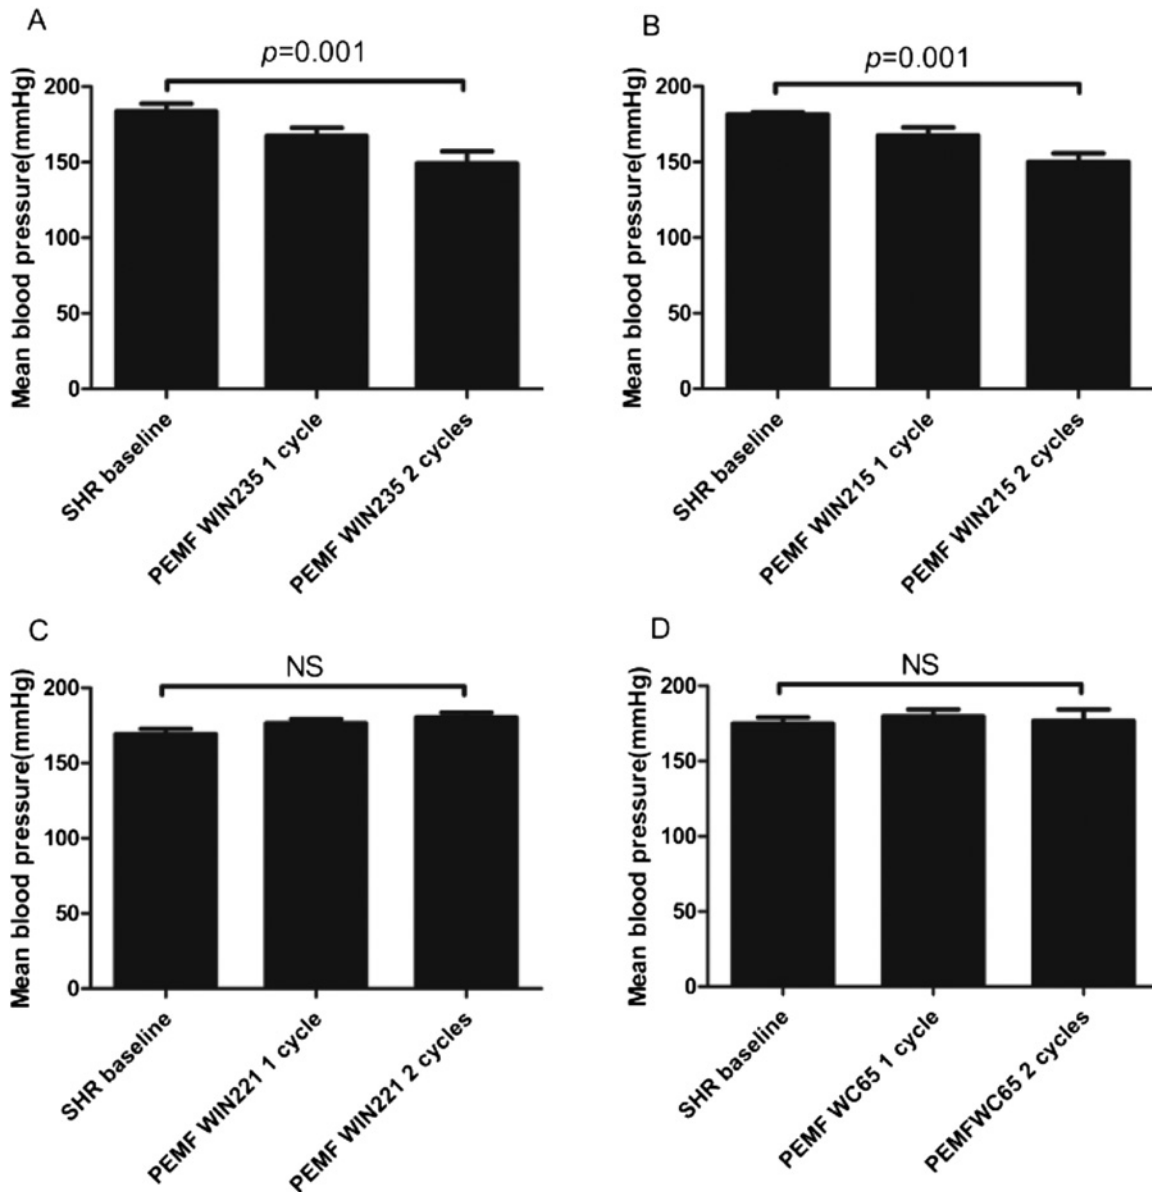 A
p=0.001
Mean blood pressure(mmHg)
200
150
100
50
0
SHR baseline
PEMF WIN235 1 cycle
PEMF WIN235 2 cycles
B
p=0.001
Mean blood pressure(mmHg)
200
150
100
50
0
SHR baseline
PEMF WIN215 1 cycle
PEMF WIN215 2 cycles
C
NS
Mean blood pressure(mmHg)
200
150
100
50
0
SHR baseline
PEMF WIN221 1 cycle
PEMF WIN221 2 cycles
D
NS
Mean blood pressure(mmHg)
200
150
100
50
0
SHR baseline
PEMF WC65 1 cycle
PEMFWC65 2 cycles